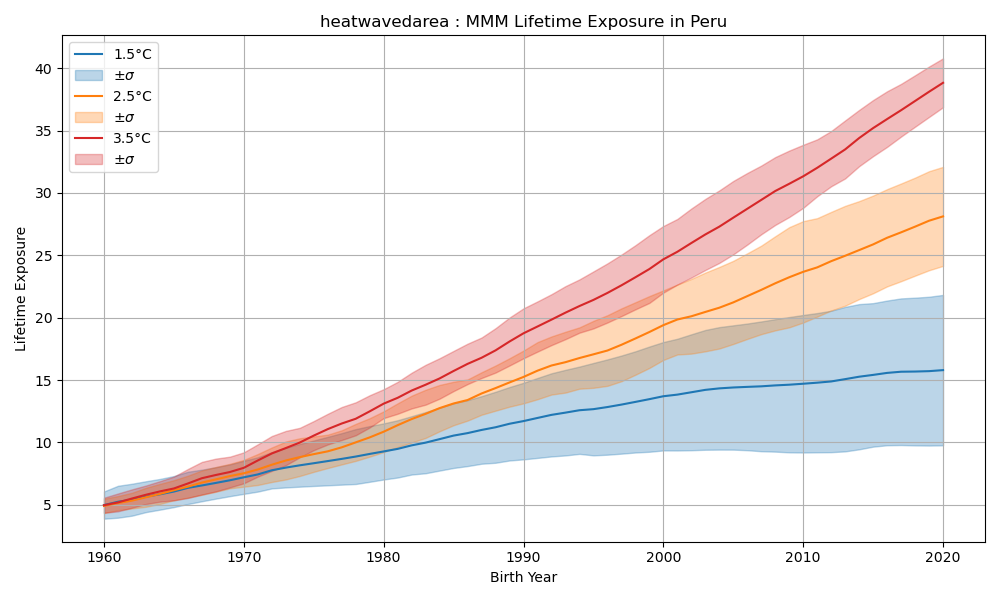 heatwavedarea : MMM Lifetime Exposure in Peru
1.5°C
±σ
2.5°C
±σ
3.5°C
±σ
40
35
30
25
20
15
10
5
Lifetime Exposure
1960 1970 1980 1990 2000 2010 2020
Birth Year